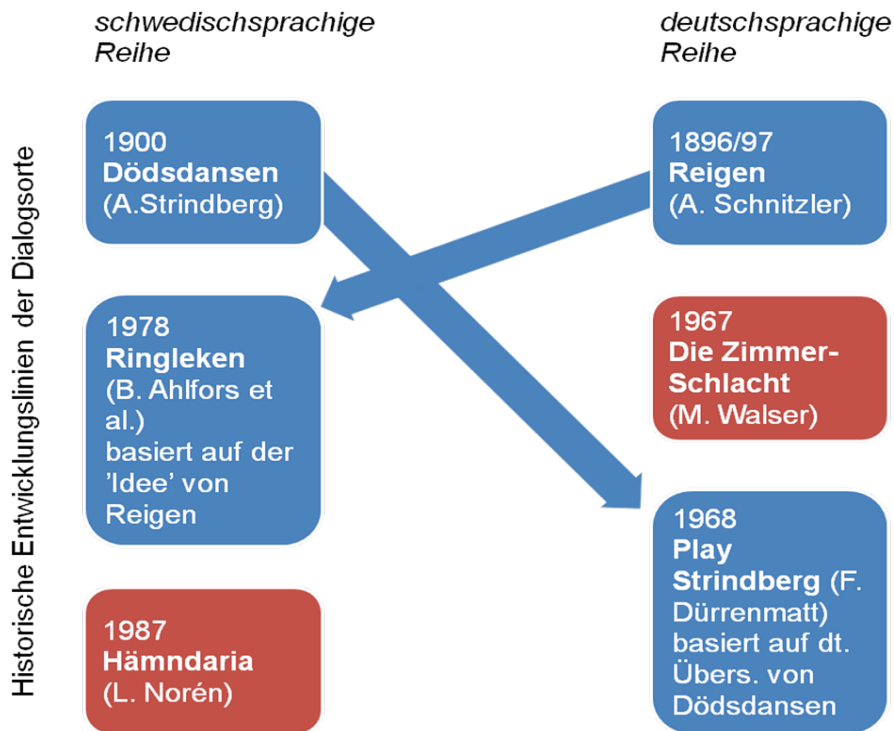 schwedischsprachige
Reihe
deutschsprachige
Reihe
Historische Entwicklungslinien der Dialogsorte
1900
Dödsdansen
(A.Strindberg)
1896/97
Reigen
(A. Schnitzler)
1978
Ringleken
(B. Ahlfors et
al.)
basiert auf der
’Idee’ von
Reigen
1967
Die Zimmer-
Schlacht
(M. Walser)
1987
Hämndaria
(L. Norén)
1968
Play
Strindberg (F.
Dürrenmatt)
basiert auf dt.
Übers. von
Dödsdansen